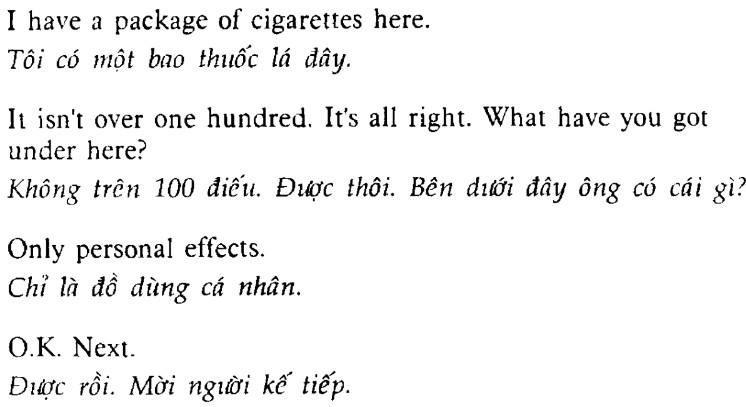 I have a package of cigarettes here.
Tôi có một bao thuốc lá đây.
It isn't over one hundred. It's all right. What have you got
under here?
Không trên 100 điếu. Được thôi. Bên dưới đây ông có cái gì?
Only personal effects.
Chỉ là đồ dùng cá nhân.
O.K. Next.
Được rồi. Mời người kế tiếp.